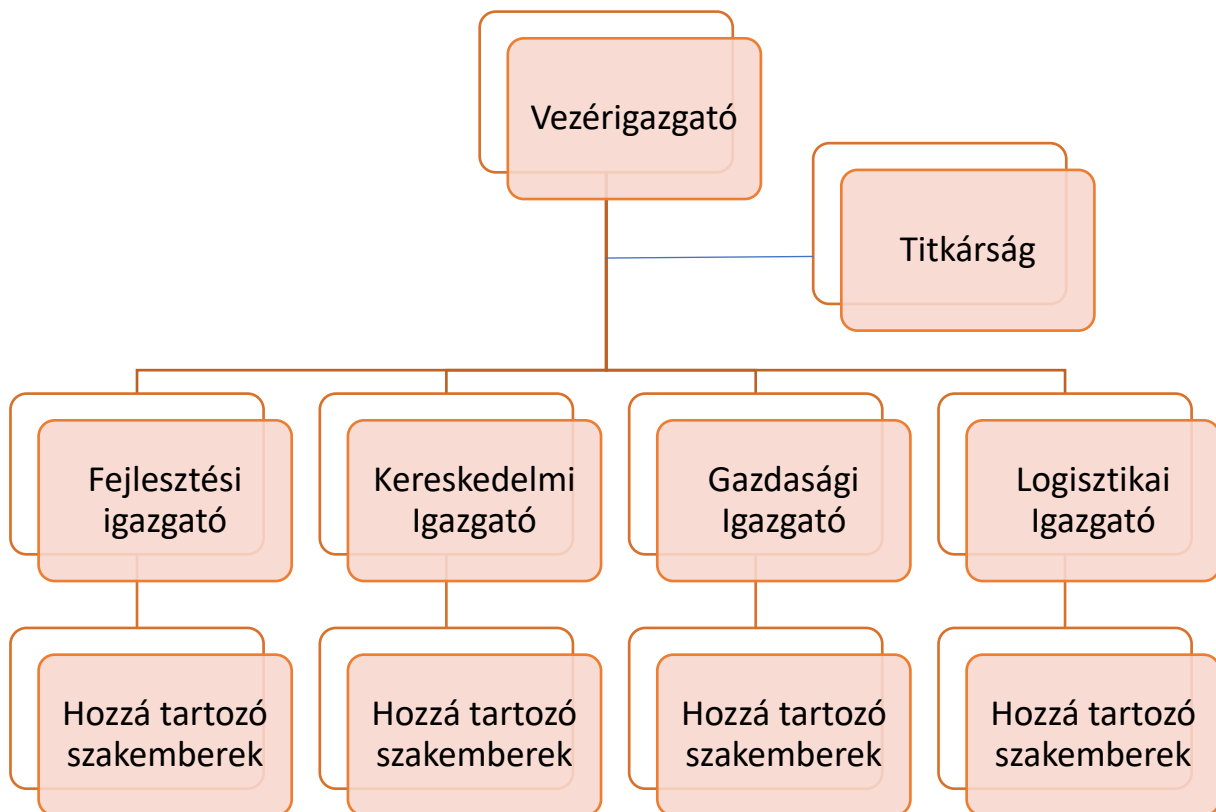 Vezérigazgató
Titkárság
Fejlesztési
igazgató
Kereskedelmi
Igazgató
Gazdasági
Igazgató
Logisztikai
Igazgató
Hozzá tartozó
szakemberek
Hozzá tartozó
szakemberek
Hozzá tartozó
szakemberek
Hozzá tartozó
szakemberek